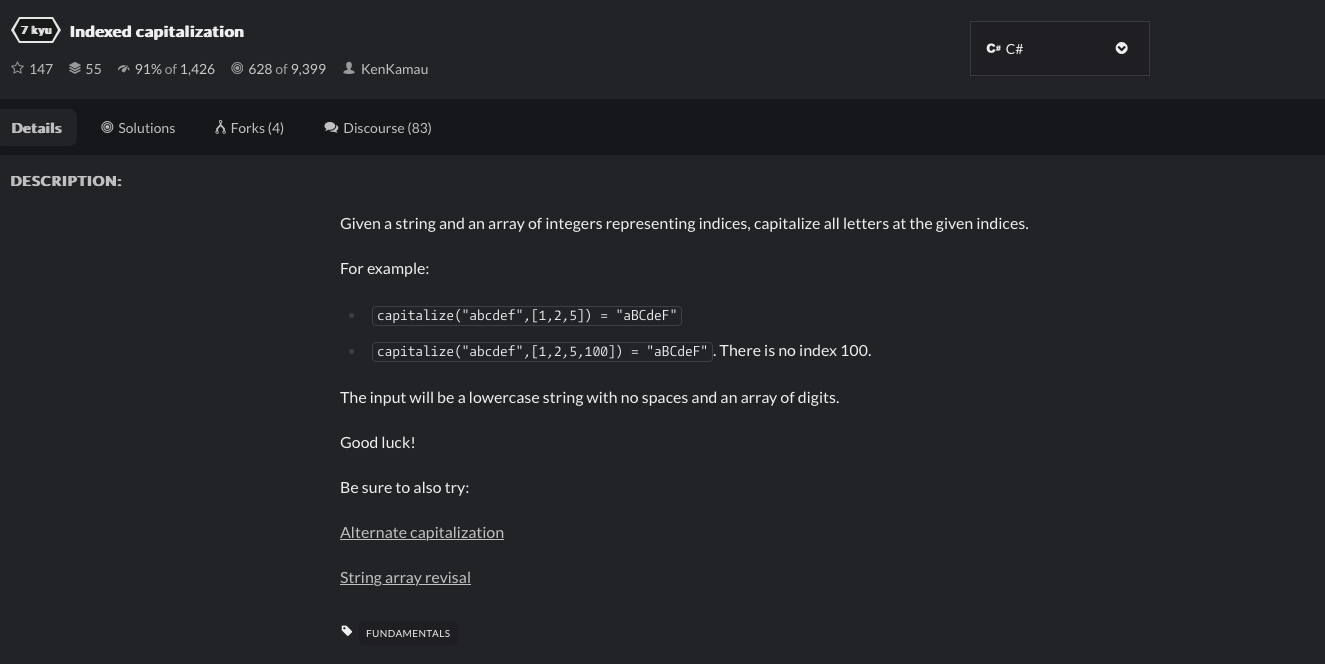 7 kyu Indexed capitalization
C# C#
147 55 91% of 1,426 628 of 9,399 KenKamau
Details Solutions Forks (4) Discourse (83)
DESCRIPTION:
Given a string and an array of integers representing indices, capitalize all letters at the given indices.
For example:
capitalize("abcdef",[1,2,5]) = "aBCdeF"
capitalize("abcdef",[1,2,5,100]) = "aBCdeF". There is no index 100.
The input will be a lowercase string with no spaces and an array of digits.
Good luck!
Be sure to also try:
Alternate capitalization
String array revisal
FUNDAMENTALS